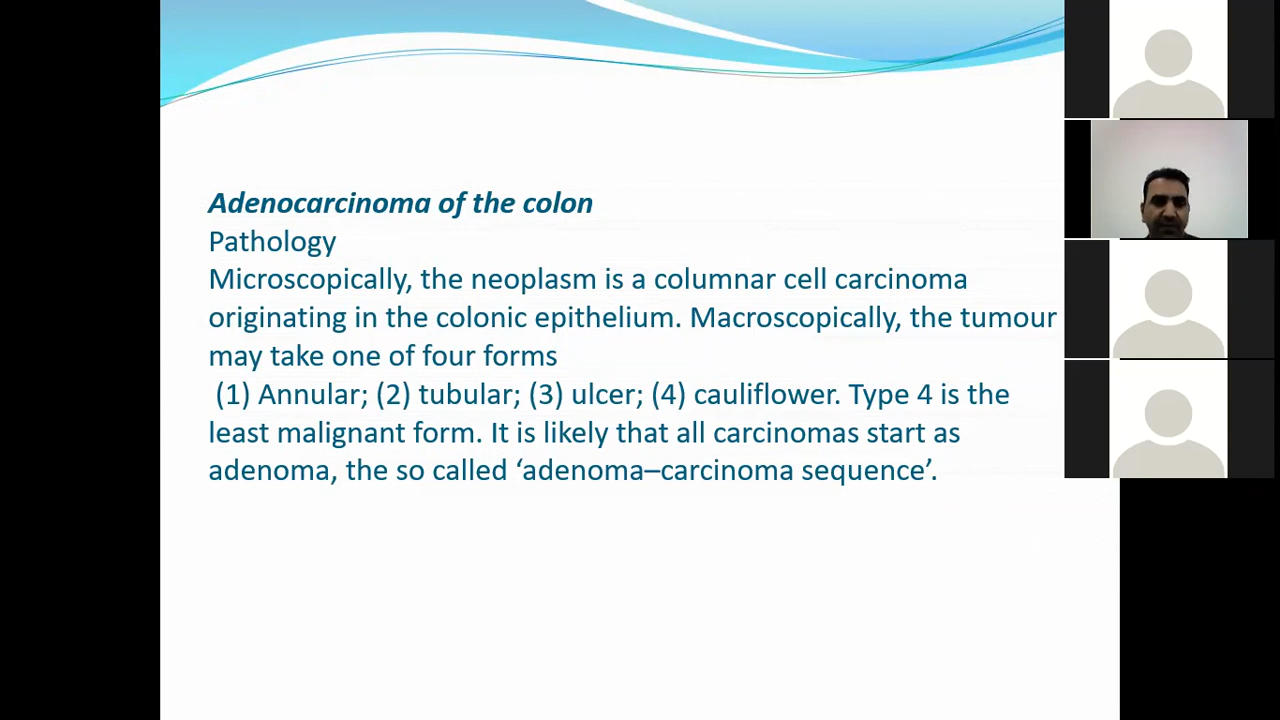 Adenocarcinoma of the colon
Pathology
Microscopically, the neoplasm is a columnar cell carcinoma
originating in the colonic epithelium. Macroscopically, the tumour
may take one of four forms
(1) Annular; (2) tubular; (3) ulcer; (4) cauliflower. Type 4 is the
least malignant form. It is likely that all carcinomas start as
adenoma, the so called ‘adenoma–carcinoma sequence’.